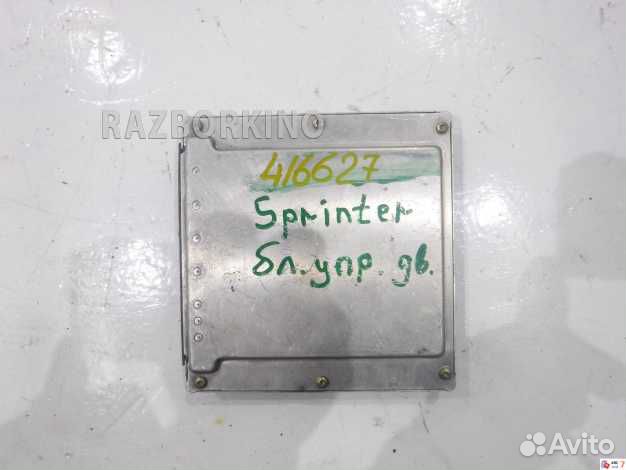 RAZBORKINO
416627
Sprinter
бл. упр. дв.
Avito